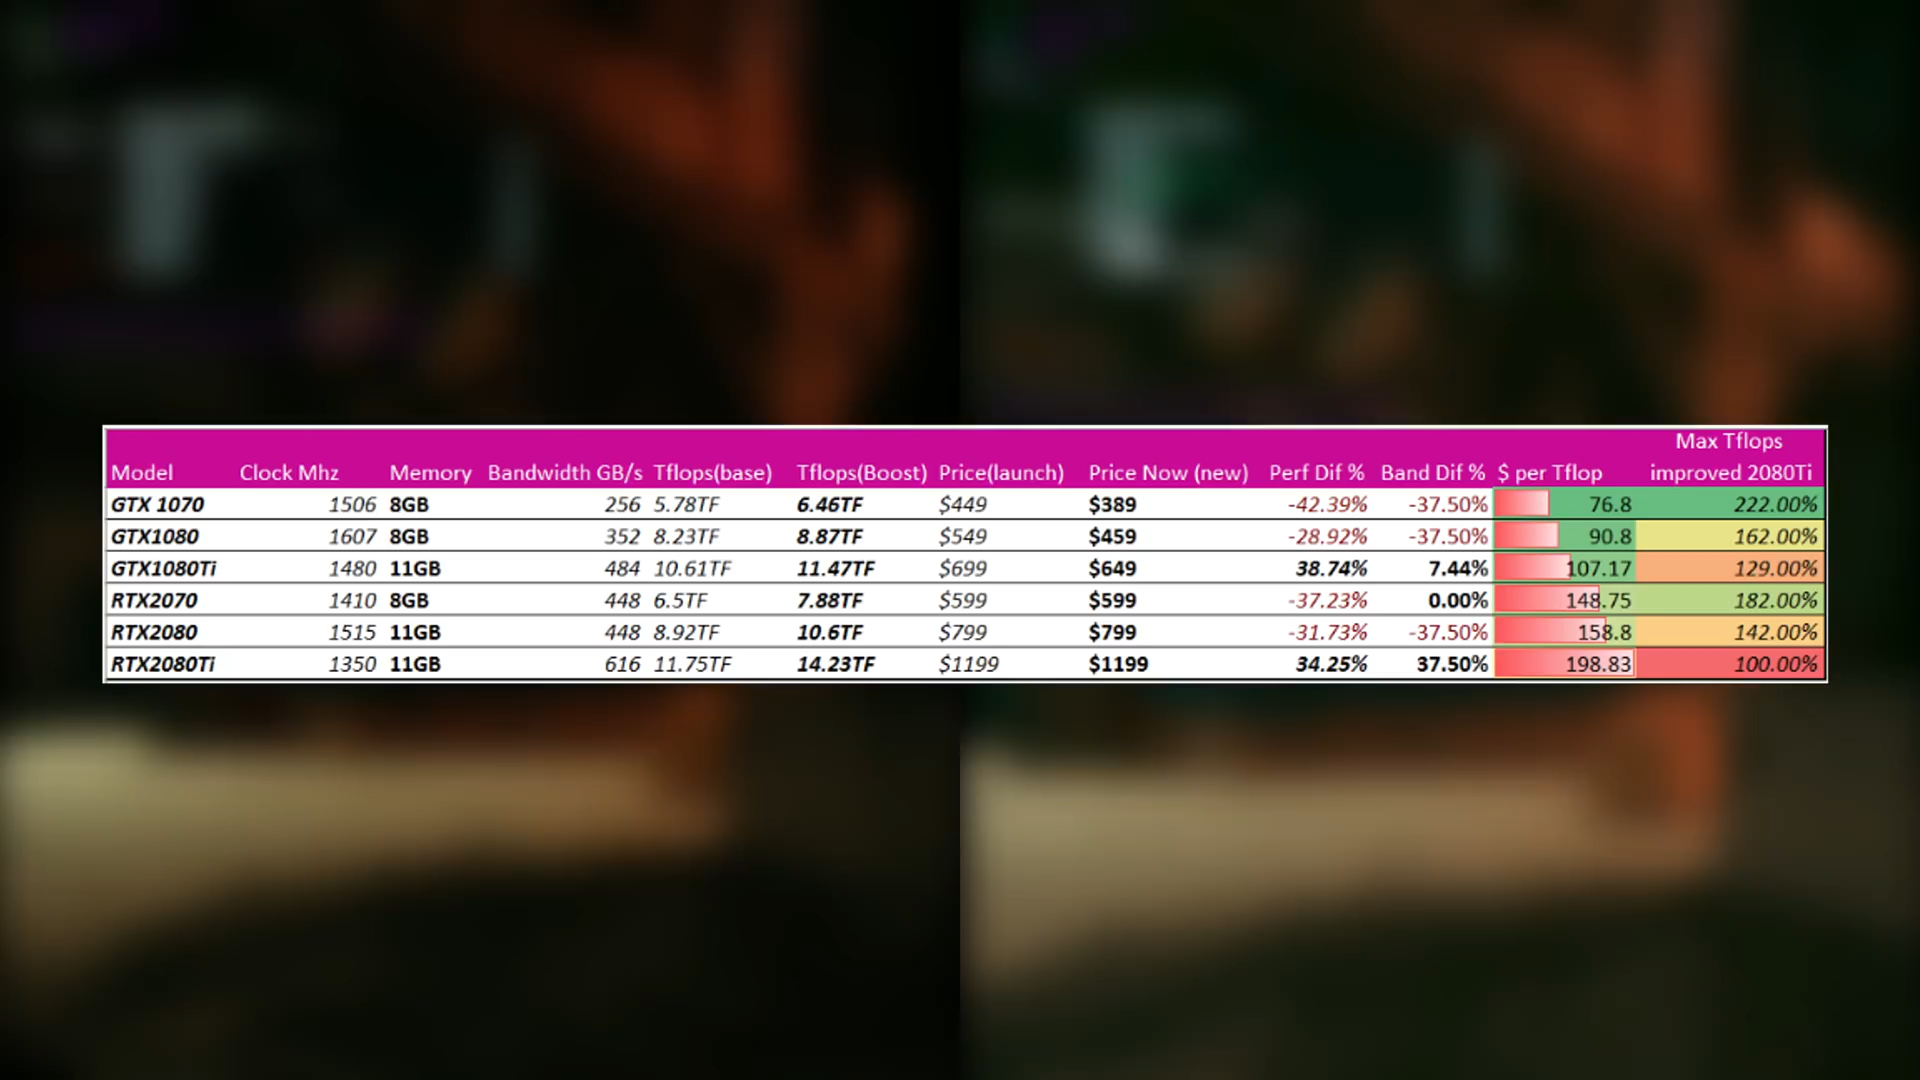 Model Clock Mhz Memory Bandwidth GB/s Tflops(base) Tflops(Boost) Price(launch) Price Now (new) Perf Dif % Band Dif % $ per Tflop Max Tflops improved 2080Ti
GTX 1070 1506 8GB 256 5.78TF 6.46TF $449 $389 -42.39% -37.50% 76.8 222.00%
GTX1080 1607 8GB 352 8.23TF 8.87TF $549 $459 -28.92% -37.50% 90.8 162.00%
GTX1080Ti 1480 11GB 484 10.61TF 11.47TF $699 $649 38.74% 7.44% 107.17 129.00%
RTX2070 1410 8GB 448 6.5TF 7.88TF $599 $599 -37.23% 0.00% 148.75 182.00%
RTX2080 1515 11GB 448 8.92TF 10.6TF $799 $799 -31.73% -37.50% 158.8 142.00%
RTX2080Ti 1350 11GB 616 11.75TF 14.23TF $1199 $1199 34.25% 37.50% 198.83 100.00%